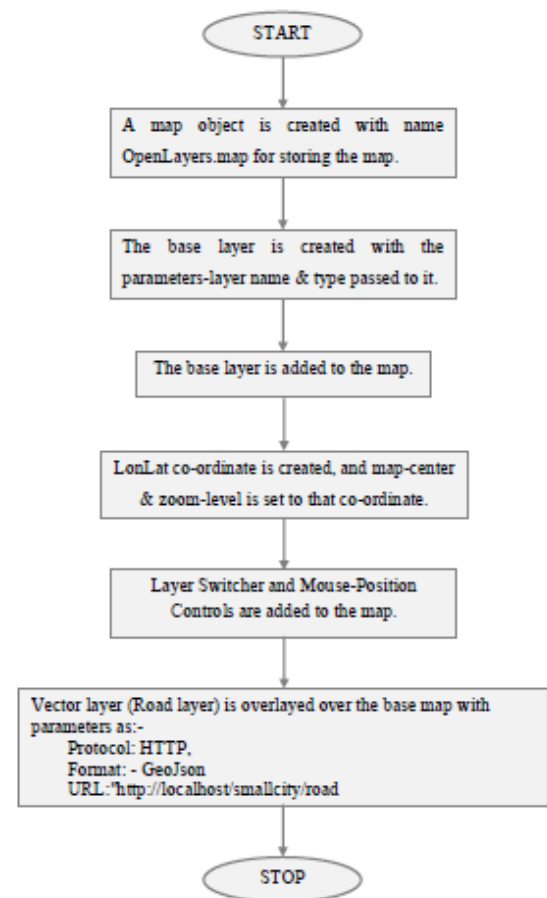 START
A map object is created with name
OpenLayers.map for storing the map.
The base layer is created with the
parameters-layer name & type passed to it.
The base layer is added to the map.
LonLat co-ordinate is created, and map-center
& zoom-level is set to that co-ordinate.
Layer Switcher and Mouse-Position
Controls are added to the map.
Vector layer (Road layer) is overlayed over the base map with
parameters as:-
Protocol: HTTP,
Format: - GeoJson
URL:"http://localhost/smallcity/road
STOP